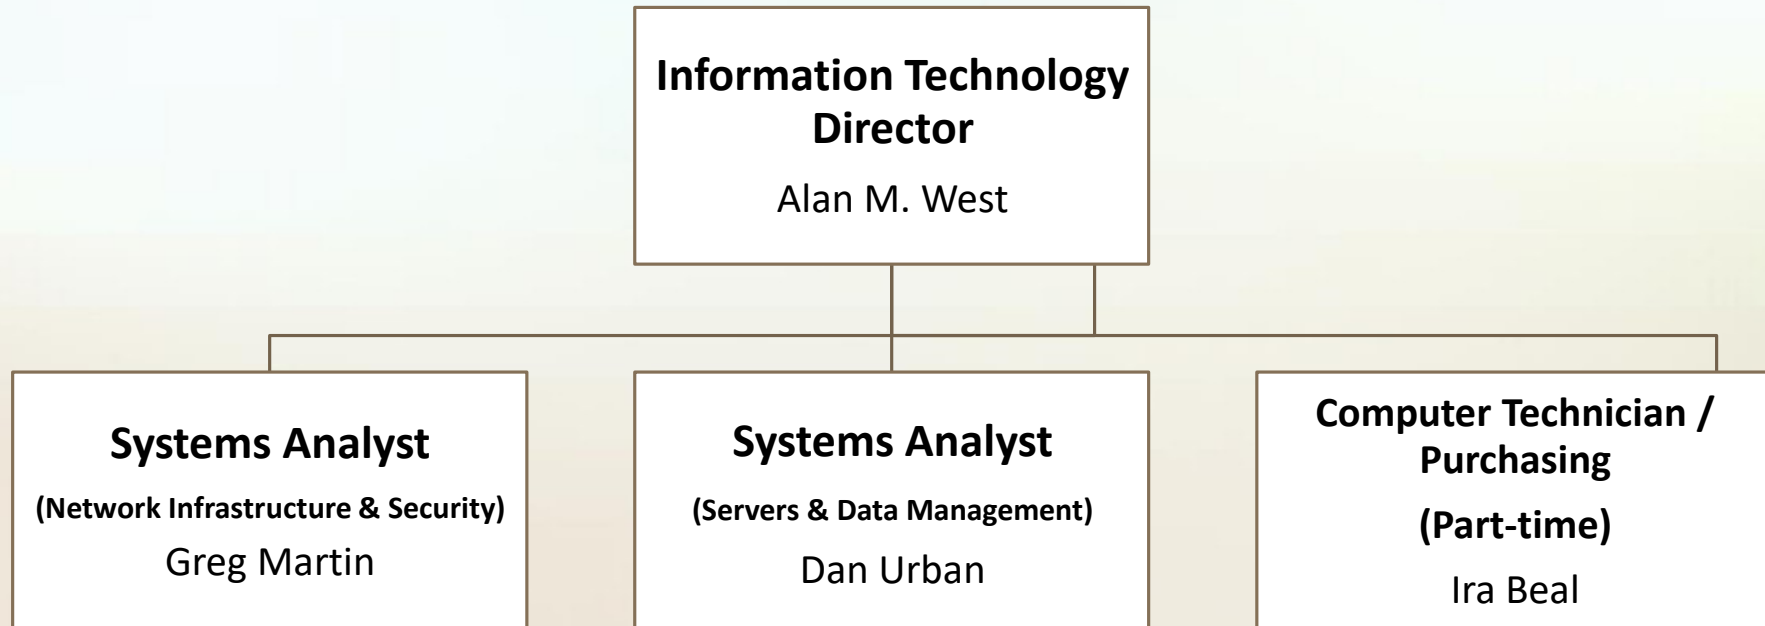 Information Technology
Director
Alan M. West
Systems Analyst
(Network Infrastructure & Security)
Greg Martin
Systems Analyst
(Servers & Data Management)
Dan Urban
Computer Technician /
Purchasing
(Part-time)
Ira Beal